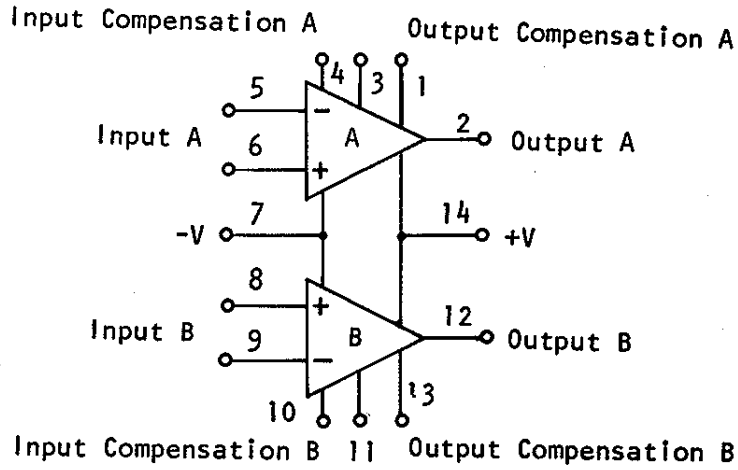 Input Compensation A
Output Compensation A
4 3 1
5
−
Input A
A
2
Output A
6
+
7
14
-V
+V
8
+
Input B
B
12
Output B
9
−
10
13
Input Compensation B 11 Output Compensation B